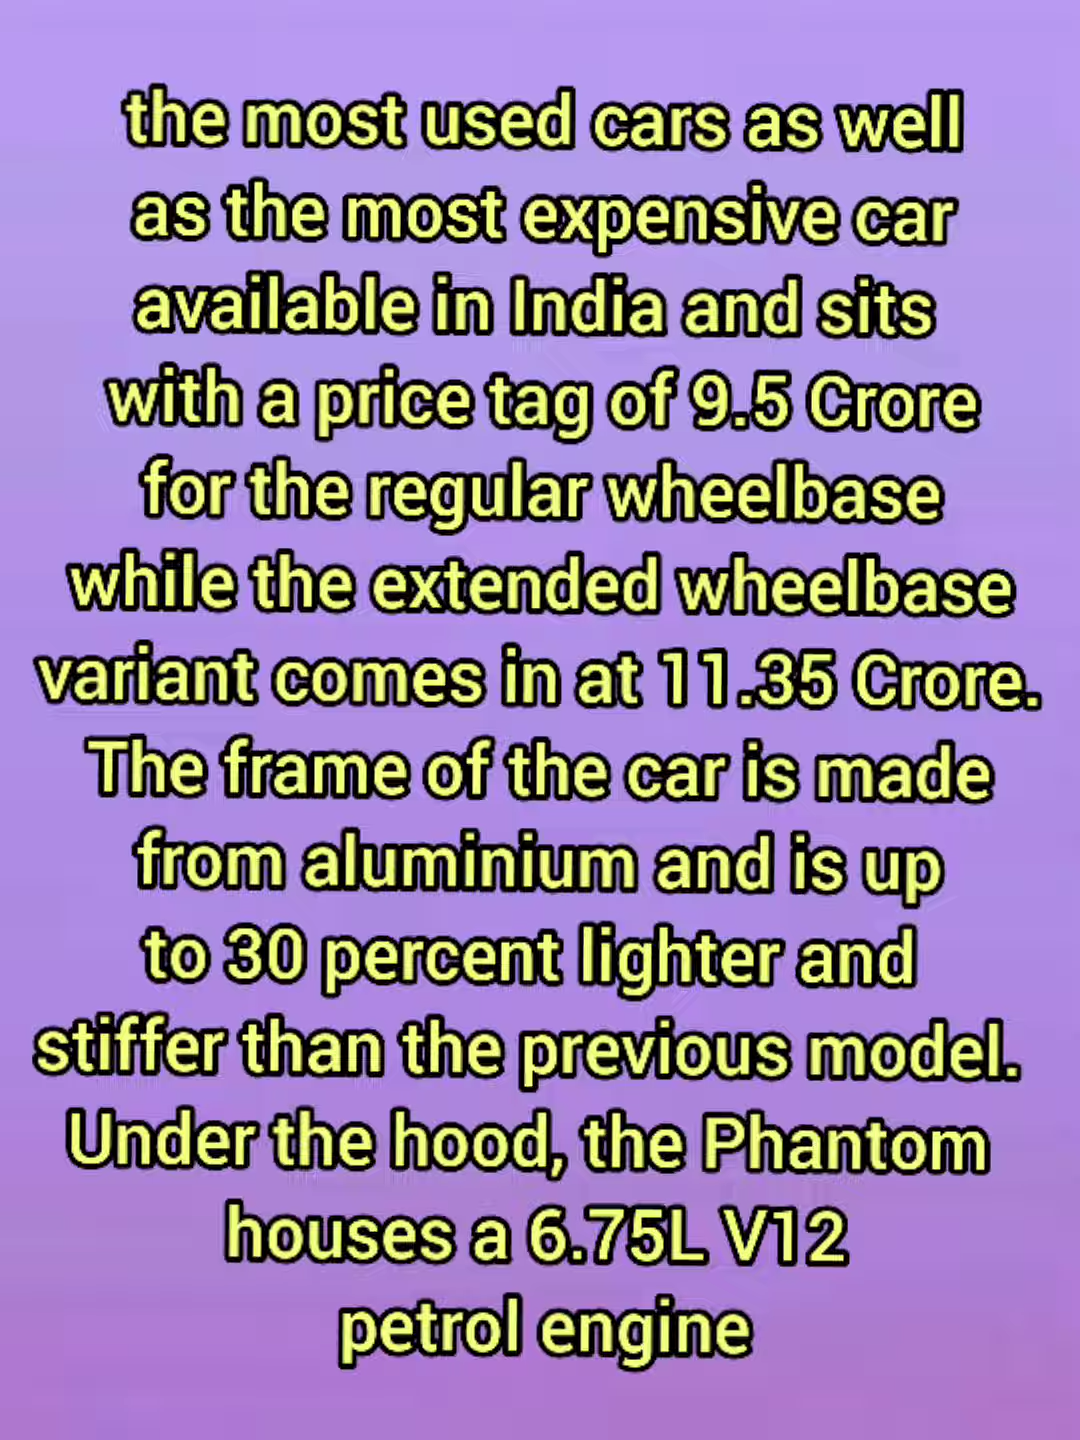 the most used cars as well
as the most expensive car
available in India and sits
with a price tag of 9.5 Crore
for the regular wheelbase
while the extended wheelbase
variant comes in at 11.35 Crore.
The frame of the car is made
from aluminium and is up
to 30 percent lighter and
stiffer than the previous model.
Under the hood, the Phantom
houses a 6.75L V12
petrol engine